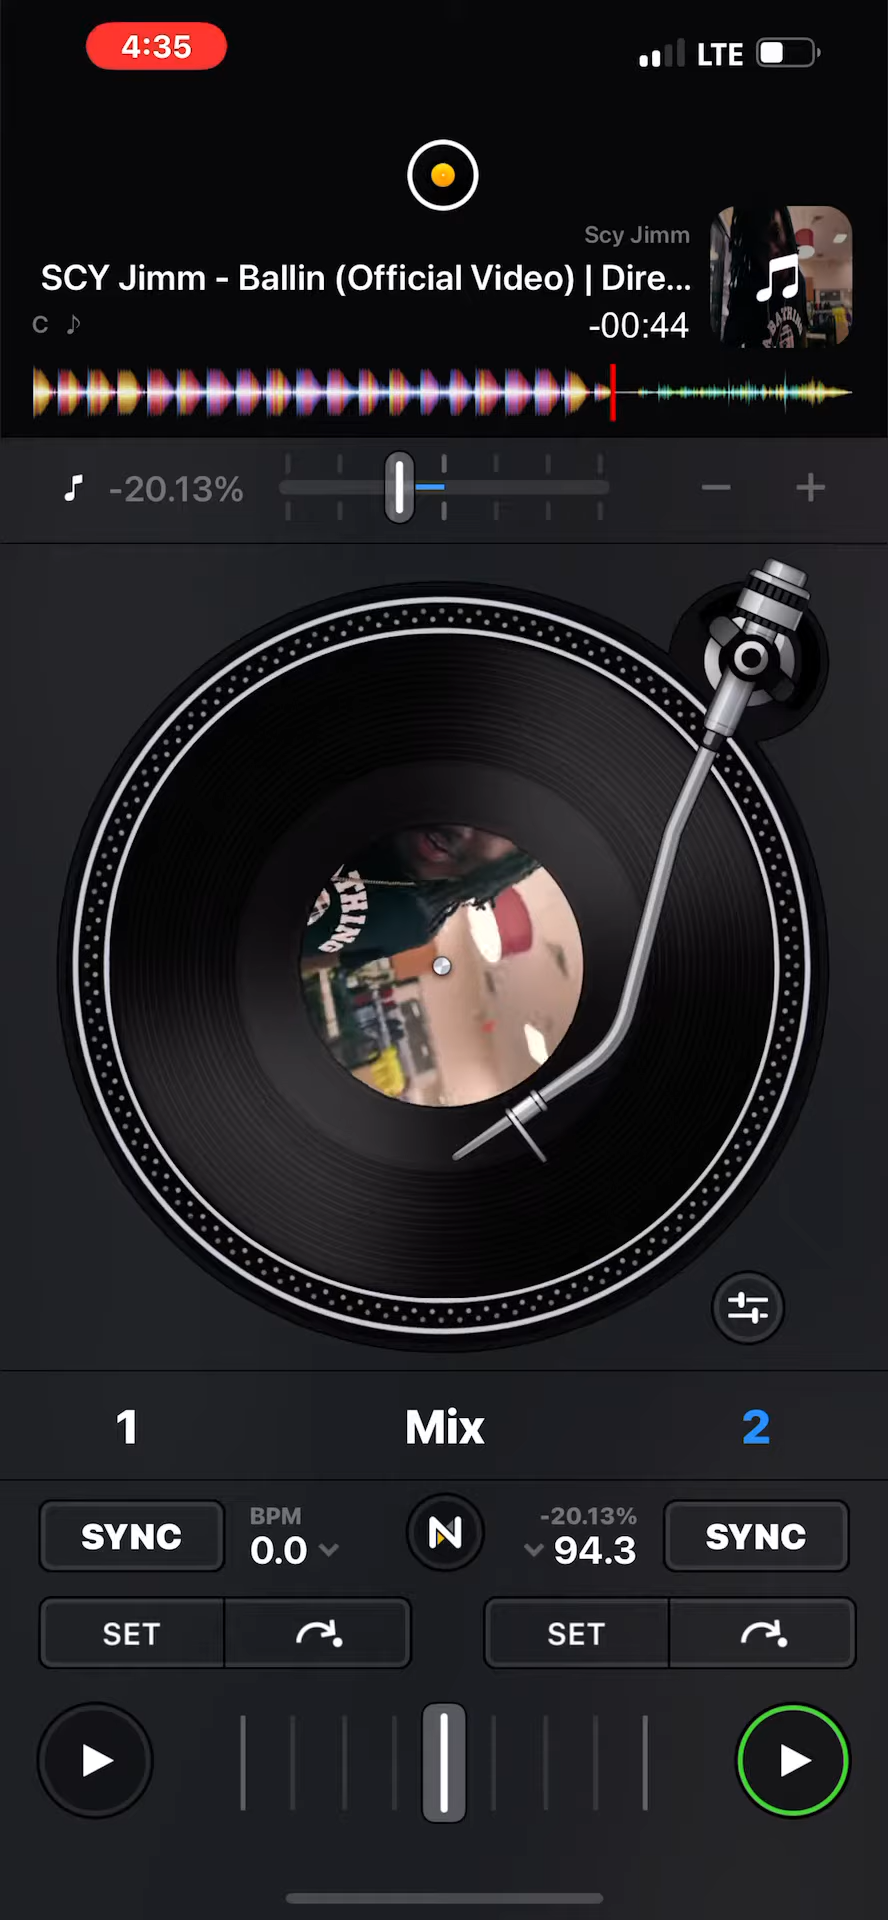 4:35
LTE
Scy Jimm
SCY Jimm - Ballin (Official Video) | Dire...
C
-00:44
-20.13%
THING
1 Mix 2
SYNC BPM 0.0 N -20.13% 94.3 SYNC
SET SET